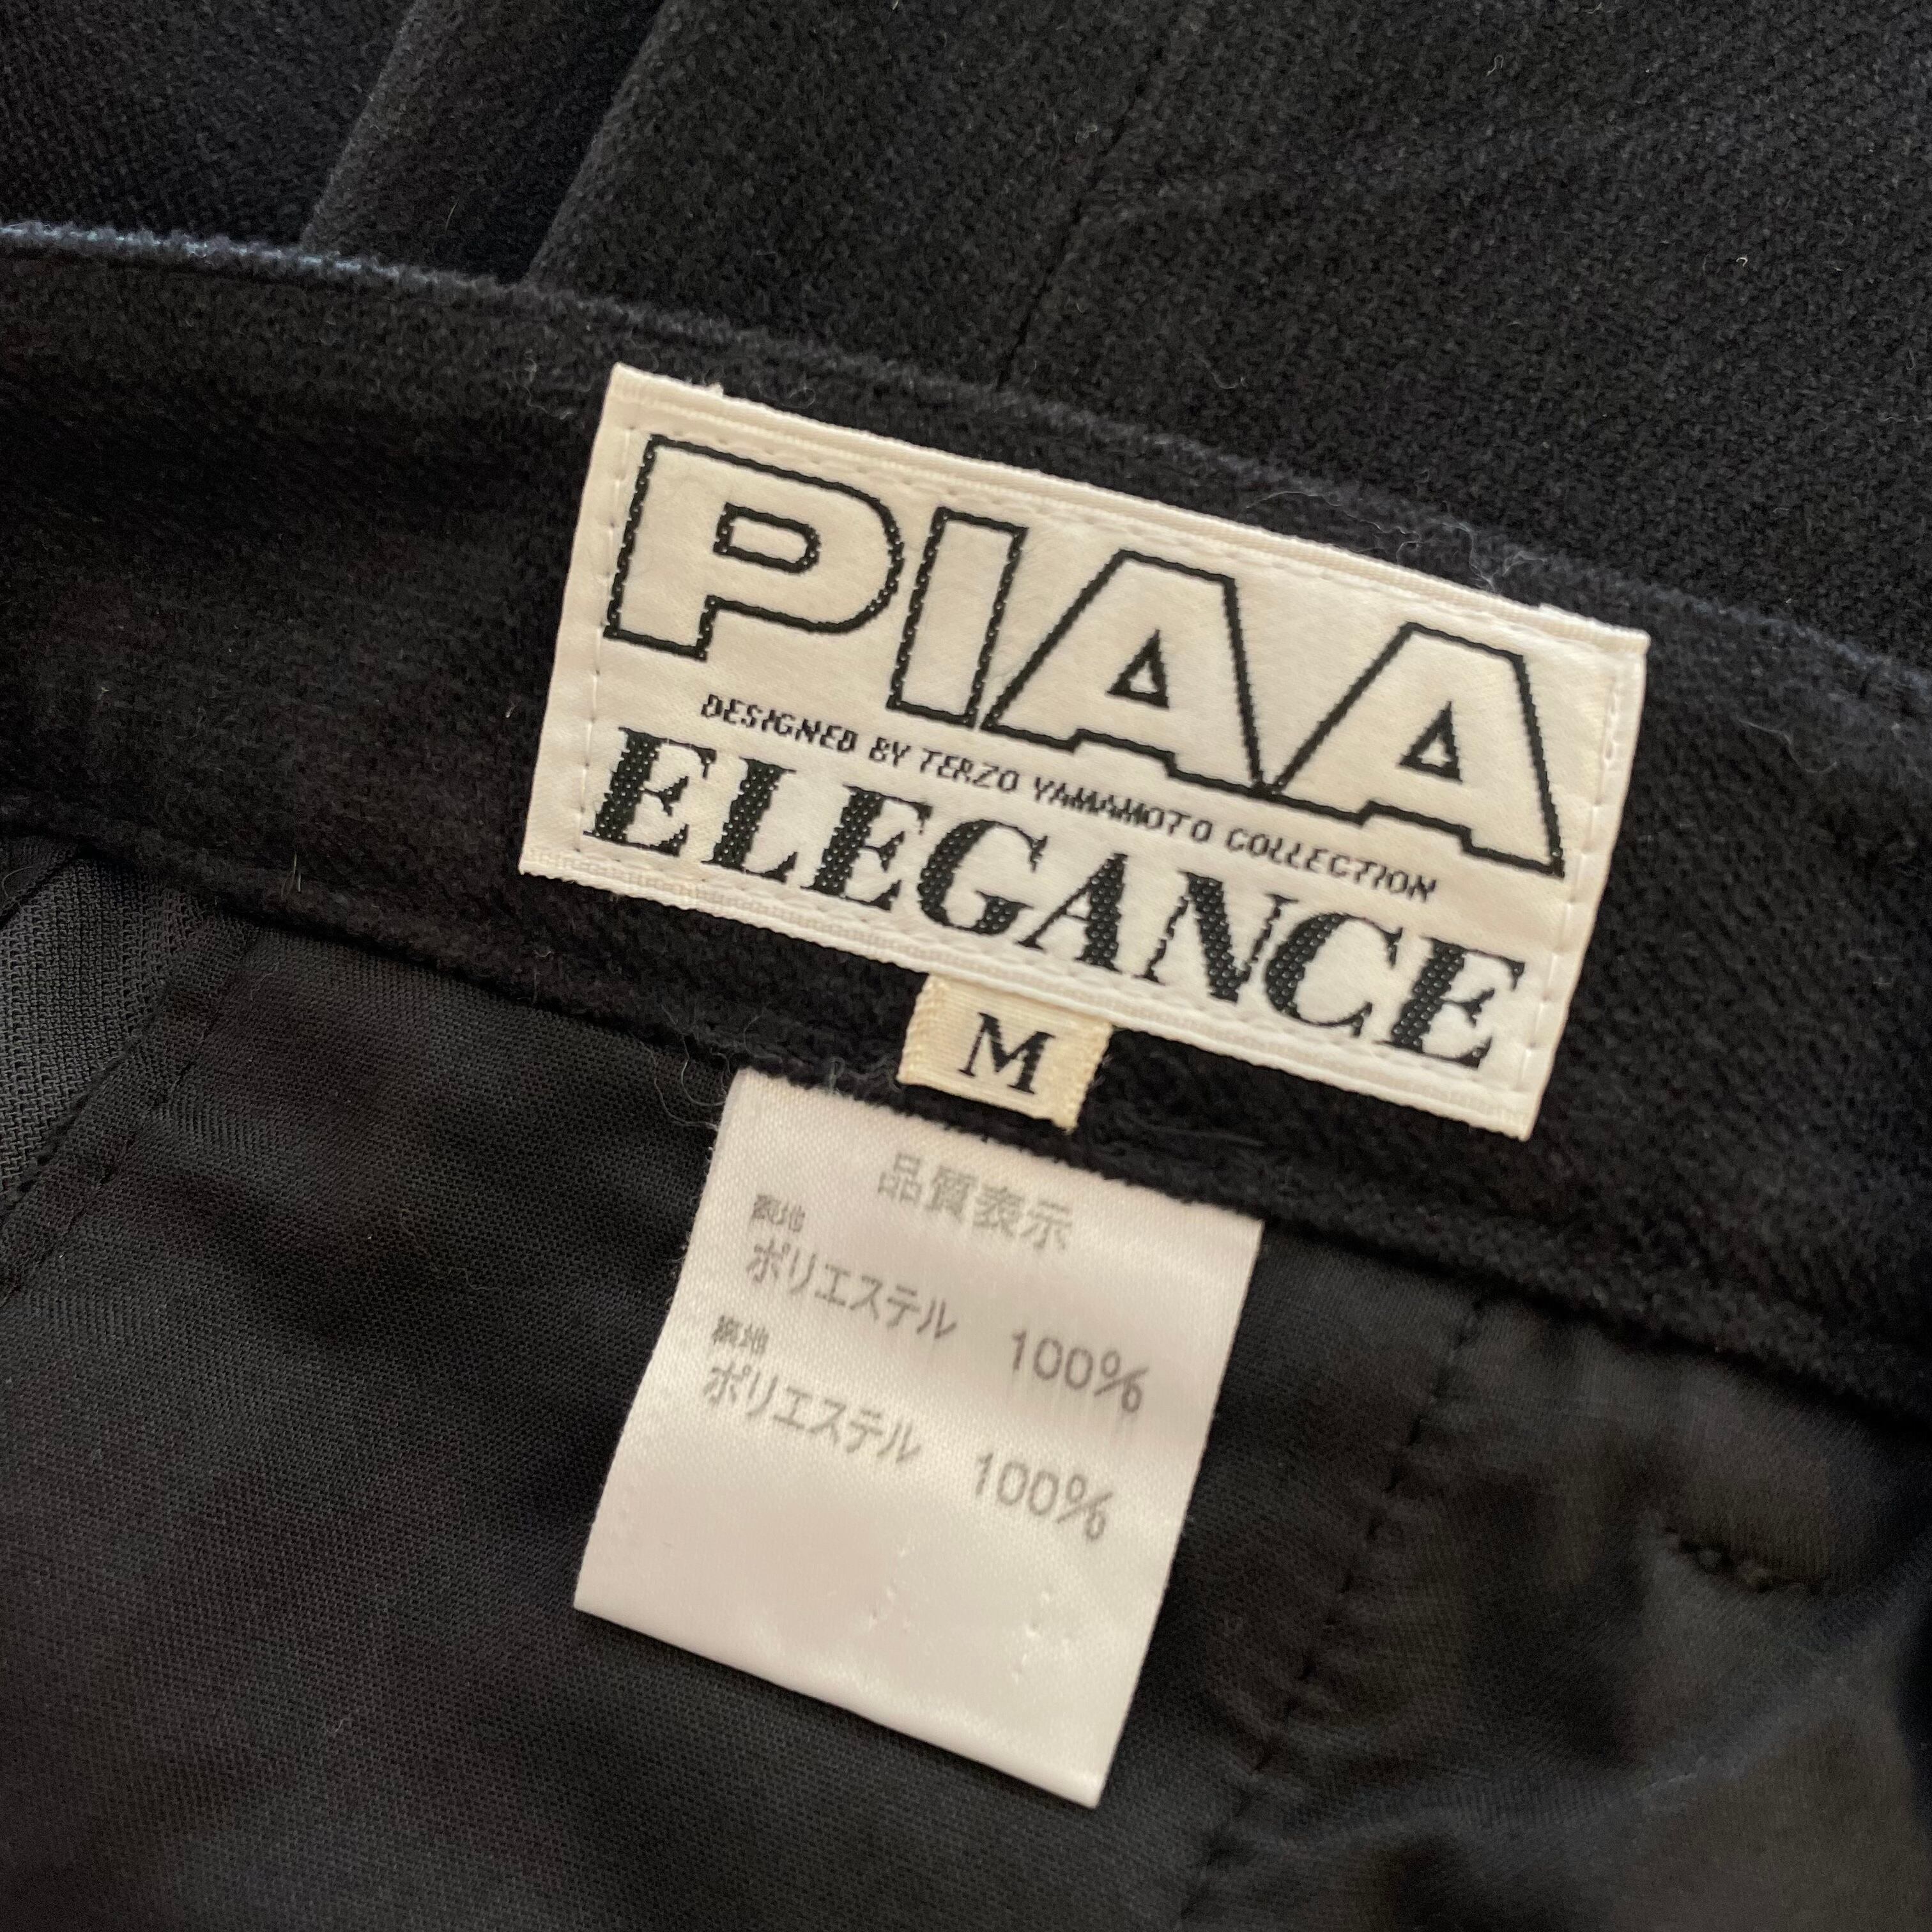 PIAA
DESIGNED BY TERZO YAMAMOTO COLLECTION
ELEGANCE
M
品質表示
表地
ポリエステル 100%
裏地
ポリエステル 100%